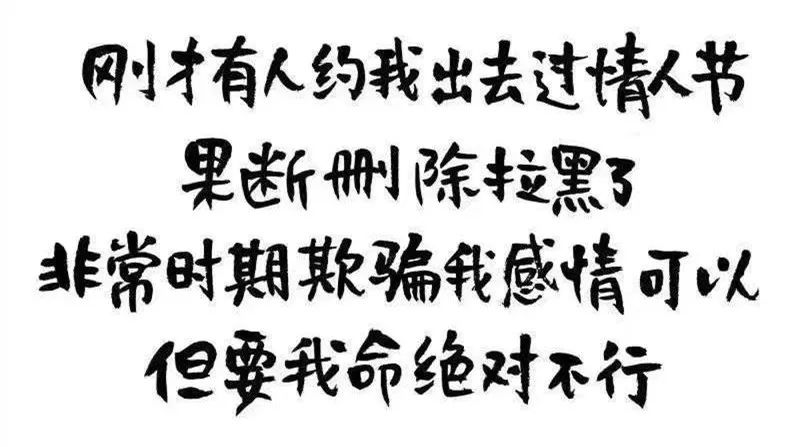 刚才有人约我出去过情人节
果断删除拉黑了
非常时期欺骗我感情可以
但要我命绝对不行